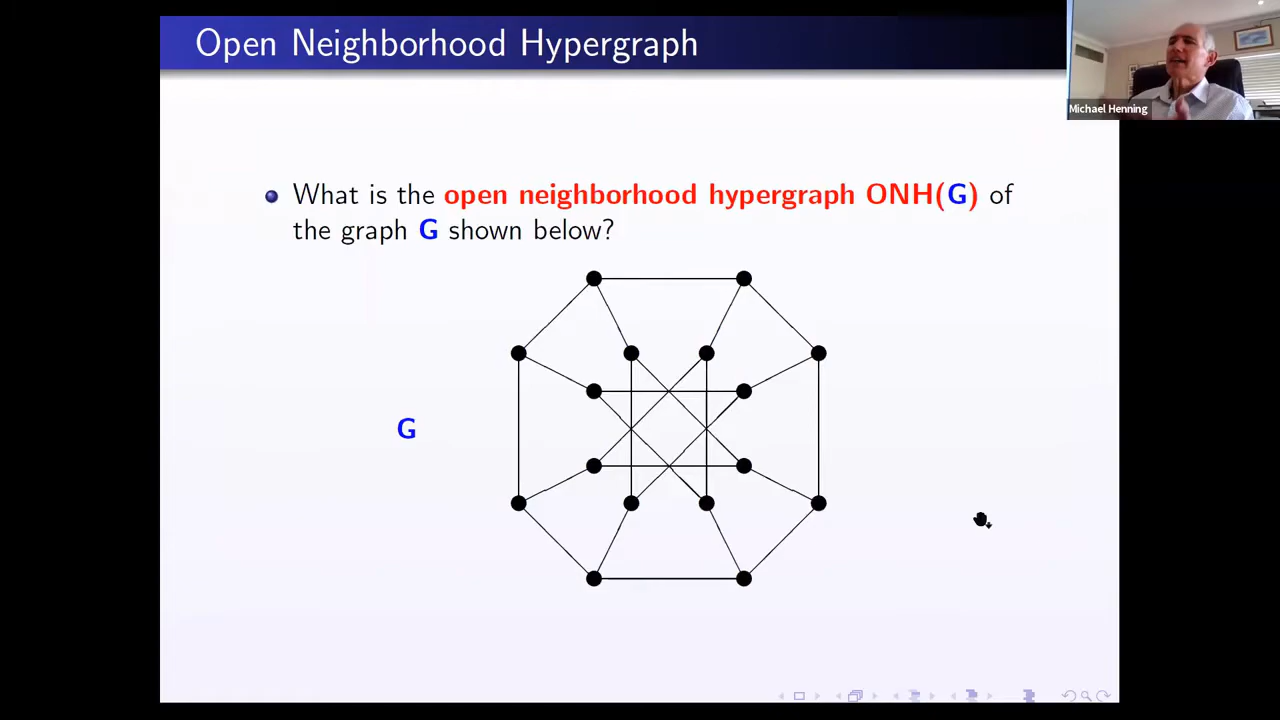 Open Neighborhood Hypergraph
Michael Henning
What is the open neighborhood hypergraph ONH(G) of
the graph G shown below?
G